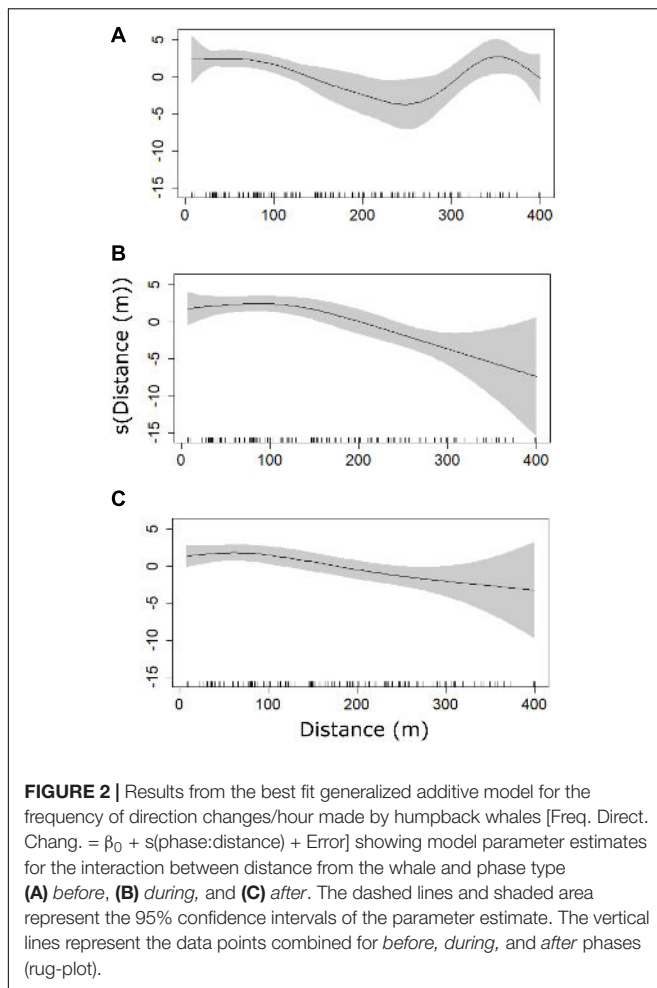 A
5
0
-5
-10
-15
0 100 200 300 400
B
s(Distance (m))
5
0
-5
-10
-15
0 100 200 300 400
C
5
0
-5
-10
-15
0 100 200 300 400
Distance (m)
FIGURE 2 | Results from the best fit generalized additive model for the
frequency of direction changes/hour made by humpback whales [Freq. Direct.
Chang. = β0 + s(phase:distance) + Error] showing model parameter estimates
for the interaction between distance from the whale and phase type
(A) before, (B) during, and (C) after. The dashed lines and shaded area
represent the 95% confidence intervals of the parameter estimate. The vertical
lines represent the data points combined for before, during, and after phases
(rug-plot).